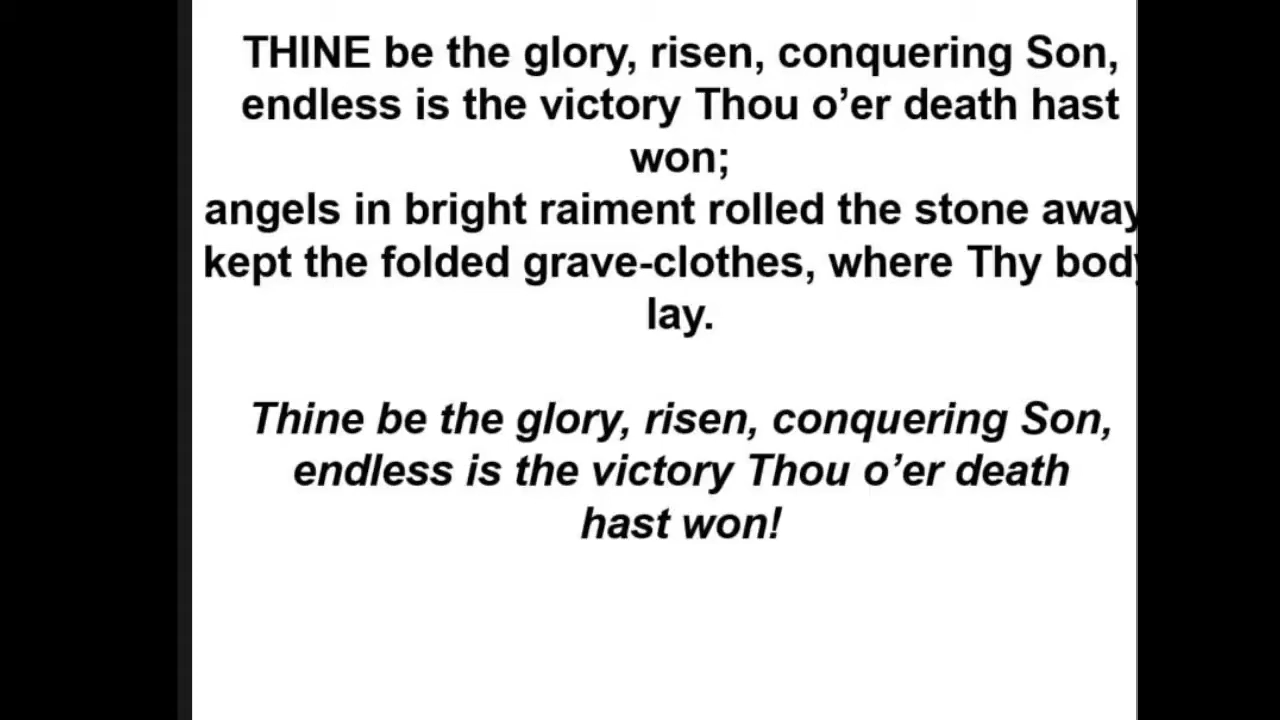 THINE be the glory, risen, conquering Son,
endless is the victory Thou o’er death hast
won;
angels in bright raiment rolled the stone away
kept the folded grave-clothes, where Thy body
lay.
Thine be the glory, risen, conquering Son,
endless is the victory Thou o’er death
hast won!